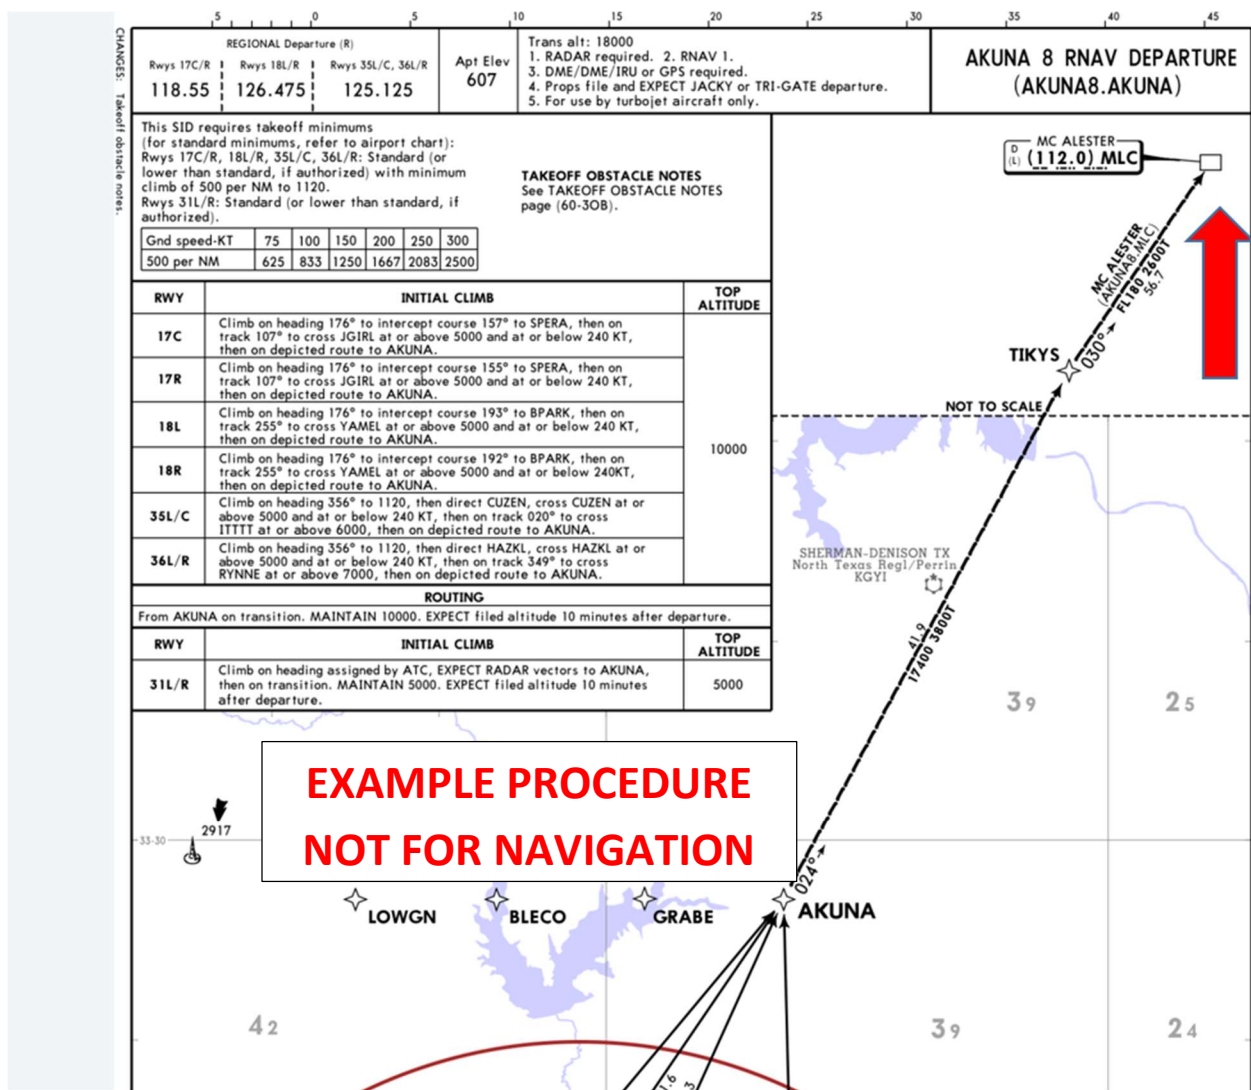 5 0 5 10 15 20 25 30 35 40 45
CHANGES: Takeoff obstacle notes.
REGIONAL Departure (R)
Rwys 17C/R Rwys 18L/R Rwys 35L/C, 36L/R
118.55 126.475 125.125
Apt Elev
607
Trans alt: 18000
1. RADAR required. 2. RNAV 1.
3. DME/DME/IRU or GPS required.
4. Props file and EXPECT JACKY or TRI-GATE departure.
5. For use by turbojet aircraft only.
AKUNA 8 RNAV DEPARTURE
(AKUNA8.AKUNA)
This SID requires takeoff minimums
(for standard minimums, refer to airport chart):
Rwys 17C/R, 18L/R, 35L/C, 36L/R: Standard (or
lower than standard, if authorized) with minimum
climb of 500 per NM to 1120.
Rwys 31L/R: Standard (or lower than standard, if
authorized).
TAKEOFF OBSTACLE NOTES
See TAKEOFF OBSTACLE NOTES
page (60-3OB).
Gnd speed-KT 75 100 150 200 250 300
500 per NM 625 833 1250 1667 2083 2500
RWY INITIAL CLIMB TOP
ALTITUDE
17C
Climb on heading 176° to intercept course 157° to SPERA, then on
track 107° to cross JGIRL at or above 5000 and at or below 240 KT,
then on depicted route to AKUNA.
17R
Climb on heading 176° to intercept course 155° to SPERA, then on
track 107° to cross JGIRL at or above 5000 and at or below 240 KT,
then on depicted route to AKUNA.
18L
Climb on heading 176° to intercept course 193° to BPARK, then on
track 255° to cross YAMEL at or above 5000 and at or below 240 KT,
then on depicted route to AKUNA.
10000
18R
Climb on heading 176° to intercept course 192° to BPARK, then on
track 255° to cross YAMEL at or above 5000 and at or below 240KT,
then on depicted route to AKUNA.
35L/C
Climb on heading 356° to 1120, then direct CUZEN, cross CUZEN at or
above 5000 and at or below 240 KT, then on track 020° to cross
ITTTT at or above 6000, then on depicted route to AKUNA.
36L/R
Climb on heading 356° to 1120, then direct HAZKL, cross HAZKL at or
above 5000 and at or below 240 KT, then on track 349° to cross
RYNNE at or above 7000, then on depicted route to AKUNA.
ROUTING
From AKUNA on transition. MAINTAIN 10000. EXPECT filed altitude 10 minutes after departure.
RWY INITIAL CLIMB TOP
ALTITUDE
31L/R
Climb on heading assigned by ATC, EXPECT RADAR vectors to AKUNA,
then on transition. MAINTAIN 5000. EXPECT filed altitude 10 minutes
after departure.
5000
MC ALESTER
D
(L) (112.0) MLC
MC ALESTER
(AKUNA8.MLC)
FL180 2600T
56.7
030°
TIKYS
NOT TO SCALE
SHERMAN-DENISON TX
North Texas Regl/Perrin
KGYI
41.9
17400 3800T
39
25
EXAMPLE PROCEDURE
NOT FOR NAVIGATION
2917
33-30
024°
LOWGN
BLECO
GRABE
AKUNA
42
39
24